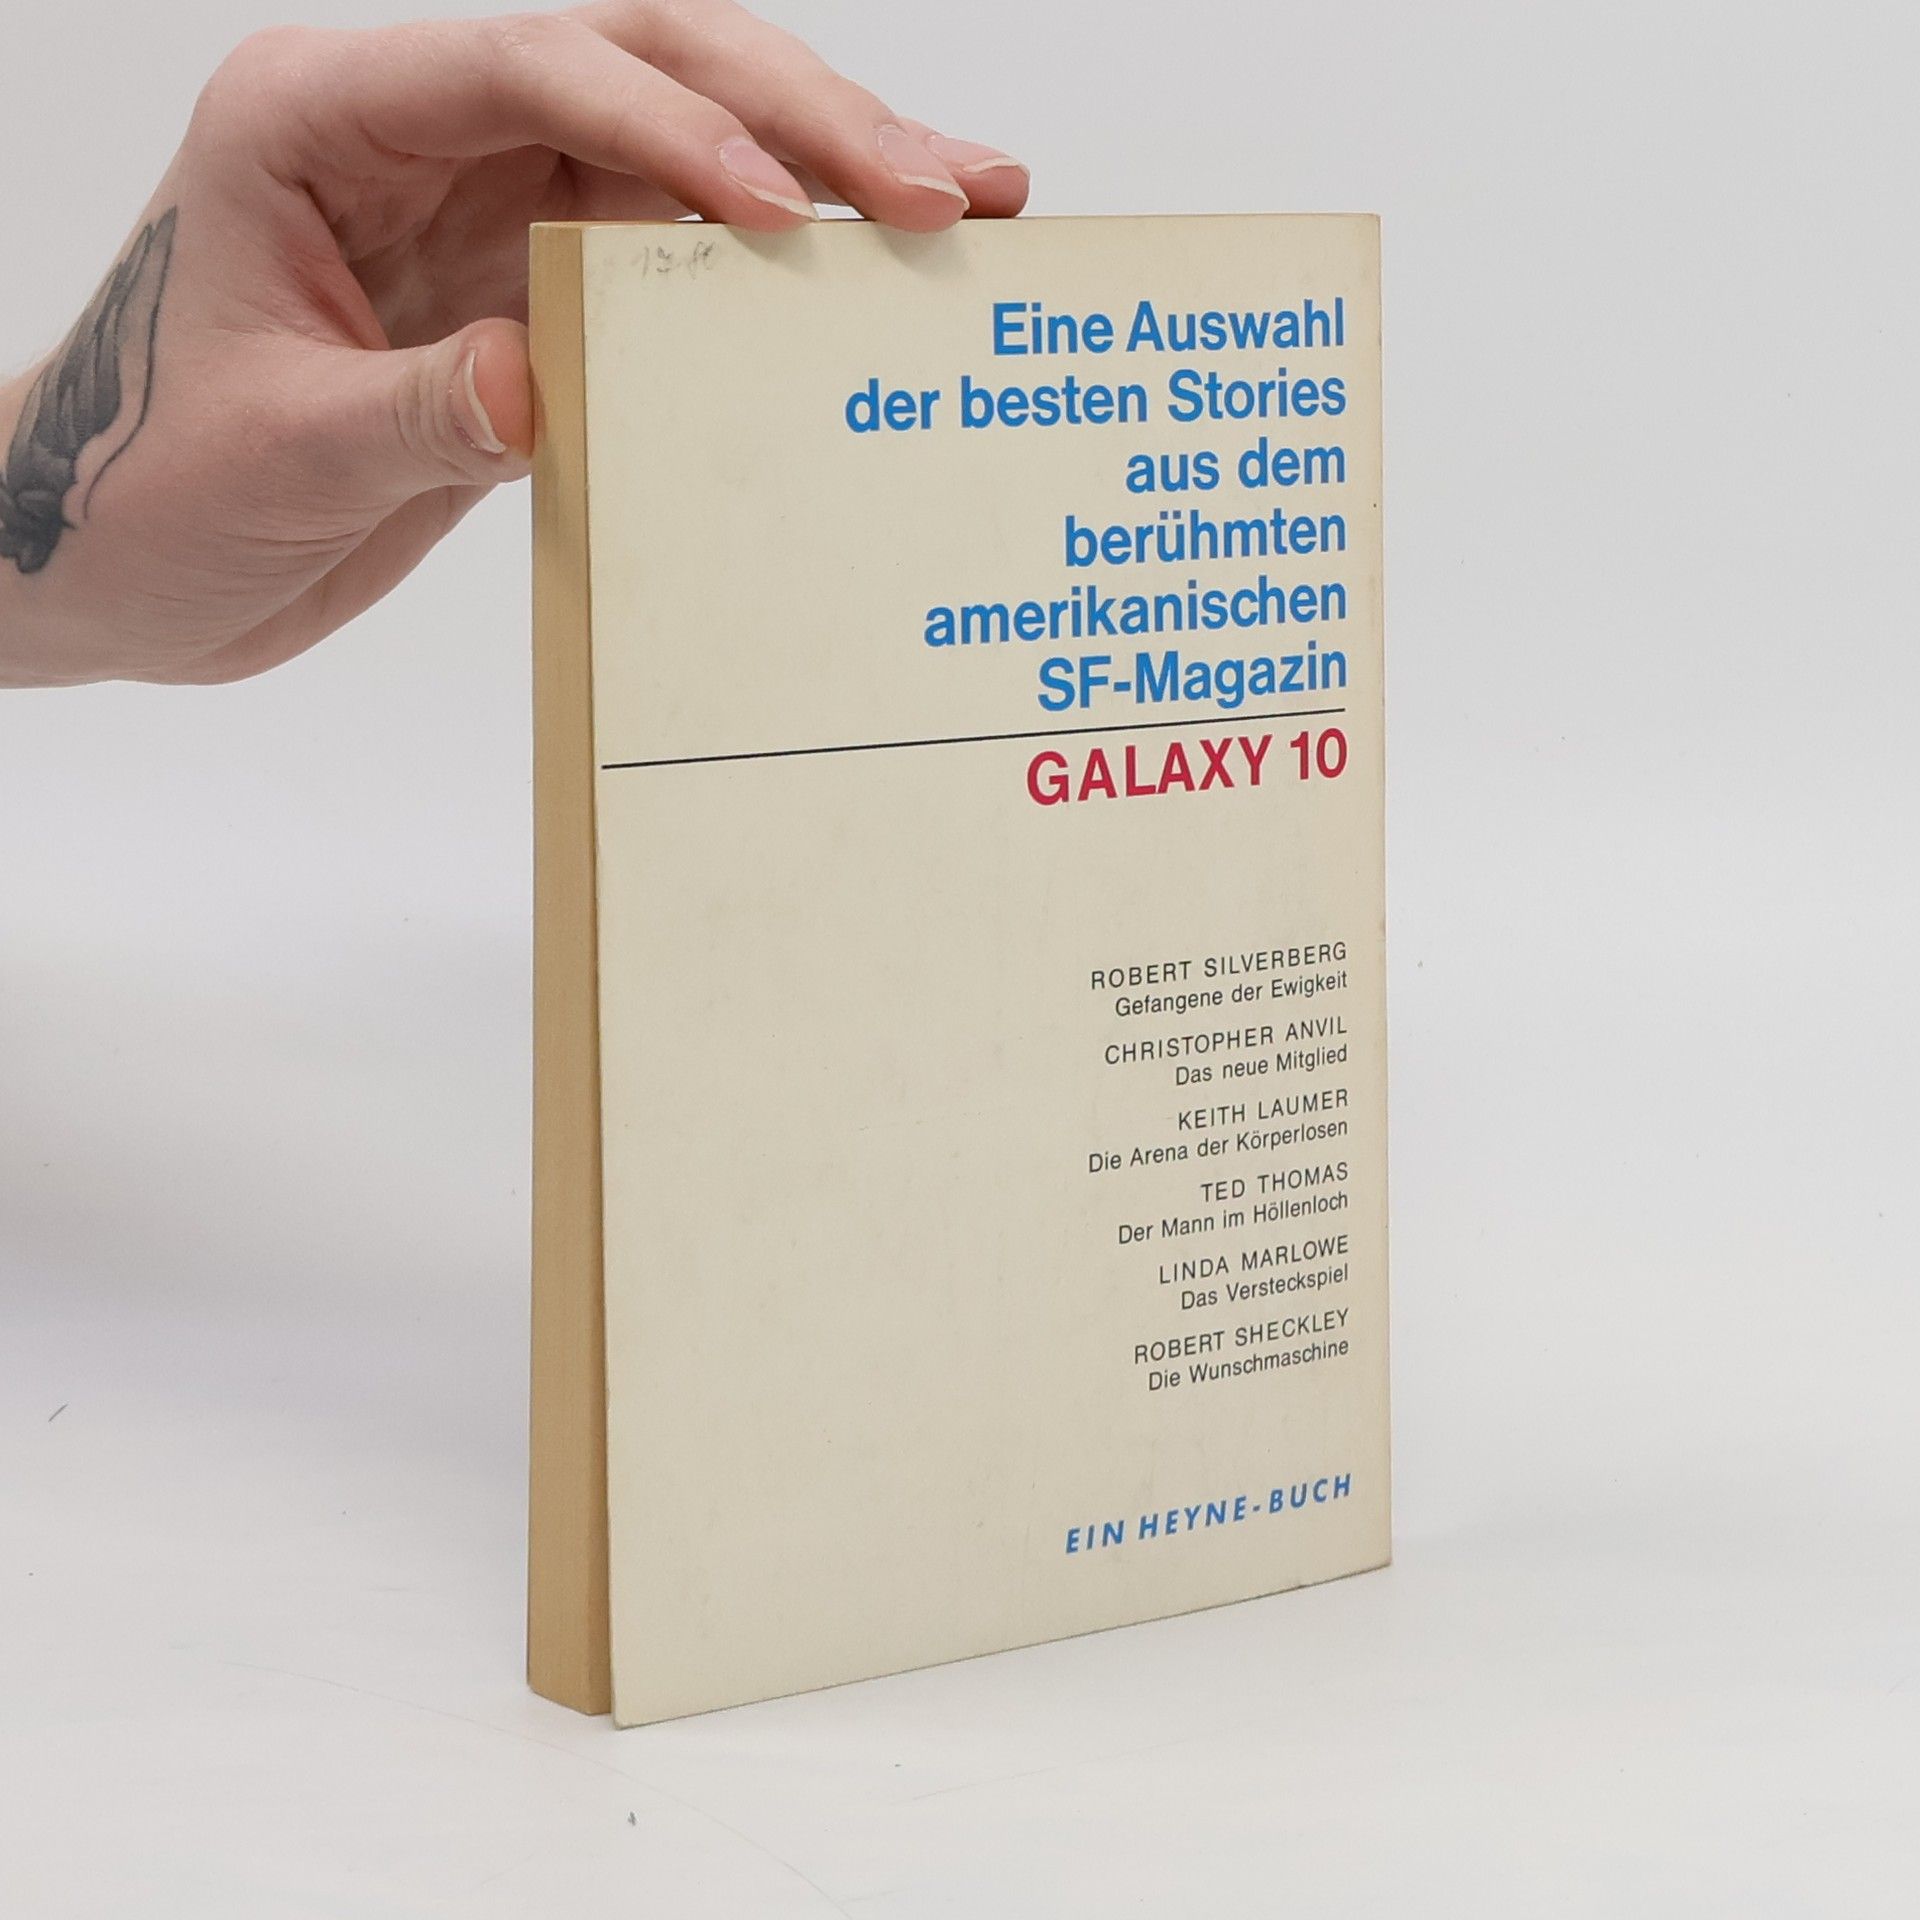 Eine Auswahl
der besten Stories
aus dem
berühmten
amerikanischen
SF-Magazin
GALAXY 10
ROBERT SILVERBERG
Gefangene der Ewigkeit
CHRISTOPHER ANVIL
Das neue Mitglied
KEITH LAUMER
Die Arena der Körperlosen
TED THOMAS
Der Mann im Höllenloch
LINDA MARLOWE
Das Versteckspiel
ROBERT SHECKLEY
Die Wunschmaschine
EIN HEYNE-BUCH